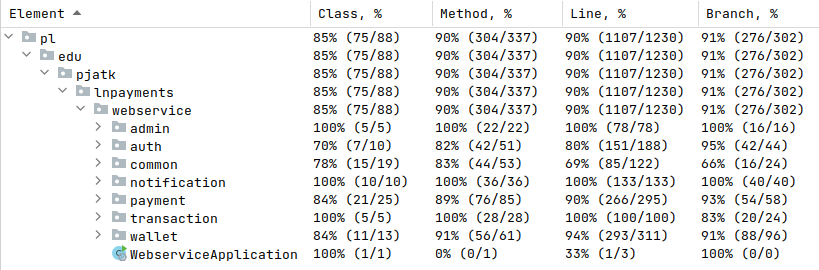 Element Class, % Method, % Line, % Branch, %
pl 85% (75/88) 90% (304/337) 90% (1107/1230) 91% (276/302)
edu 85% (75/88) 90% (304/337) 90% (1107/1230) 91% (276/302)
pjatk 85% (75/88) 90% (304/337) 90% (1107/1230) 91% (276/302)
lnpayments 85% (75/88) 90% (304/337) 90% (1107/1230) 91% (276/302)
webservice 85% (75/88) 90% (304/337) 90% (1107/1230) 91% (276/302)
admin 100% (5/5) 100% (22/22) 100% (78/78) 100% (16/16)
auth 70% (7/10) 82% (42/51) 80% (151/188) 95% (42/44)
common 78% (15/19) 83% (44/53) 69% (85/122) 66% (16/24)
notification 100% (10/10) 100% (36/36) 100% (133/133) 100% (40/40)
payment 84% (21/25) 89% (76/85) 90% (266/295) 93% (54/58)
transaction 100% (5/5) 100% (28/28) 100% (100/100) 83% (20/24)
wallet 84% (11/13) 91% (56/61) 94% (293/311) 91% (88/96)
WebserviceApplication 100% (1/1) 0% (0/1) 33% (1/3) 100% (0/0)